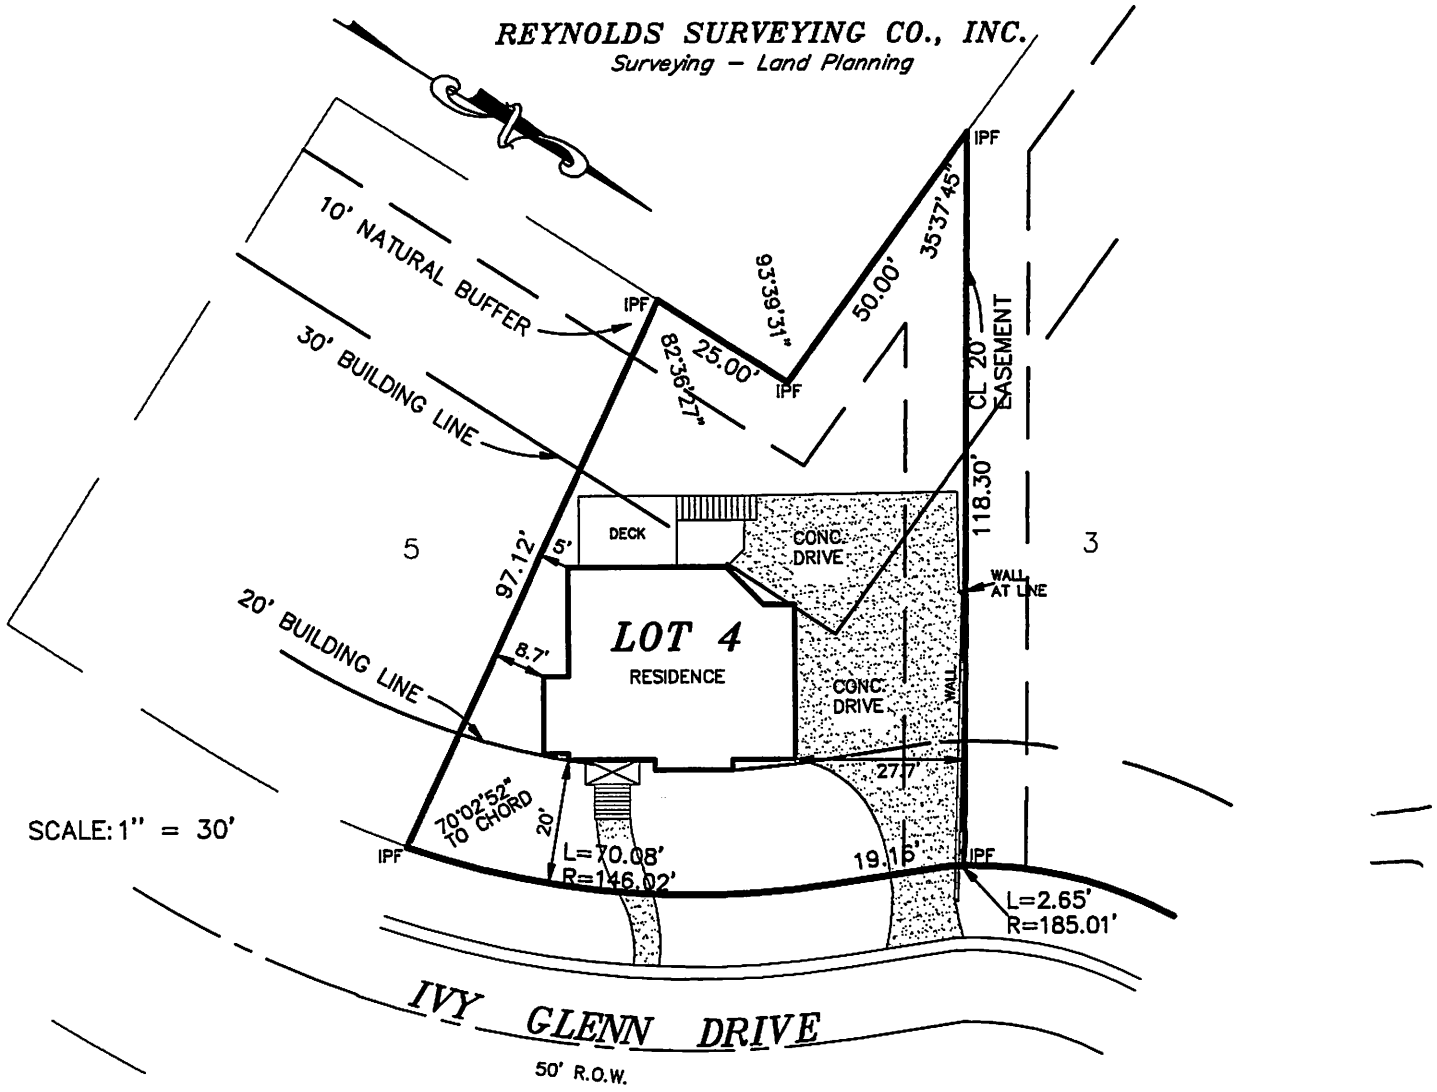 REYNOLDS SURVEYING CO., INC.
Surveying – Land Planning
IPF
35°37'45"
10' NATURAL BUFFER
93°39'31"
50.00'
IPF
82°36'27"
25.00'
IPF
CL 20'
EASEMENT
30' BUILDING LINE
118.30'
DECK
CONC.
DRIVE
5
5'
97.12'
3
WALL
AT LINE
20' BUILDING LINE
LOT 4
RESIDENCE
8.7'
CONC.
DRIVE
WALL
27.7'
70°02'52"
TO CHORD
20'
SCALE: 1" = 30'
IPF
L=70.08'
R=146.02'
19.16'
IPF
L=2.65'
R=185.01'
IVY GLENN DRIVE
50' R.O.W.